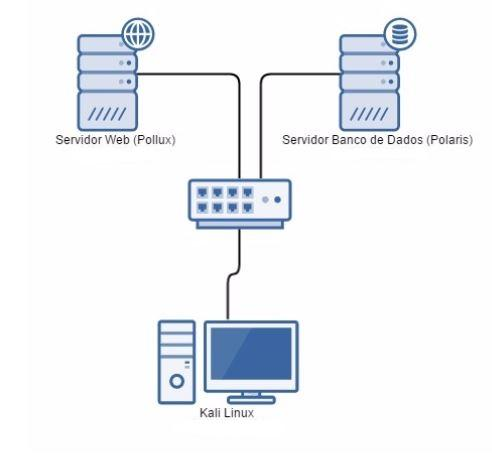 Servidor Web (Pollux)
Servidor Banco de Dados (Polaris)
Kali Linux